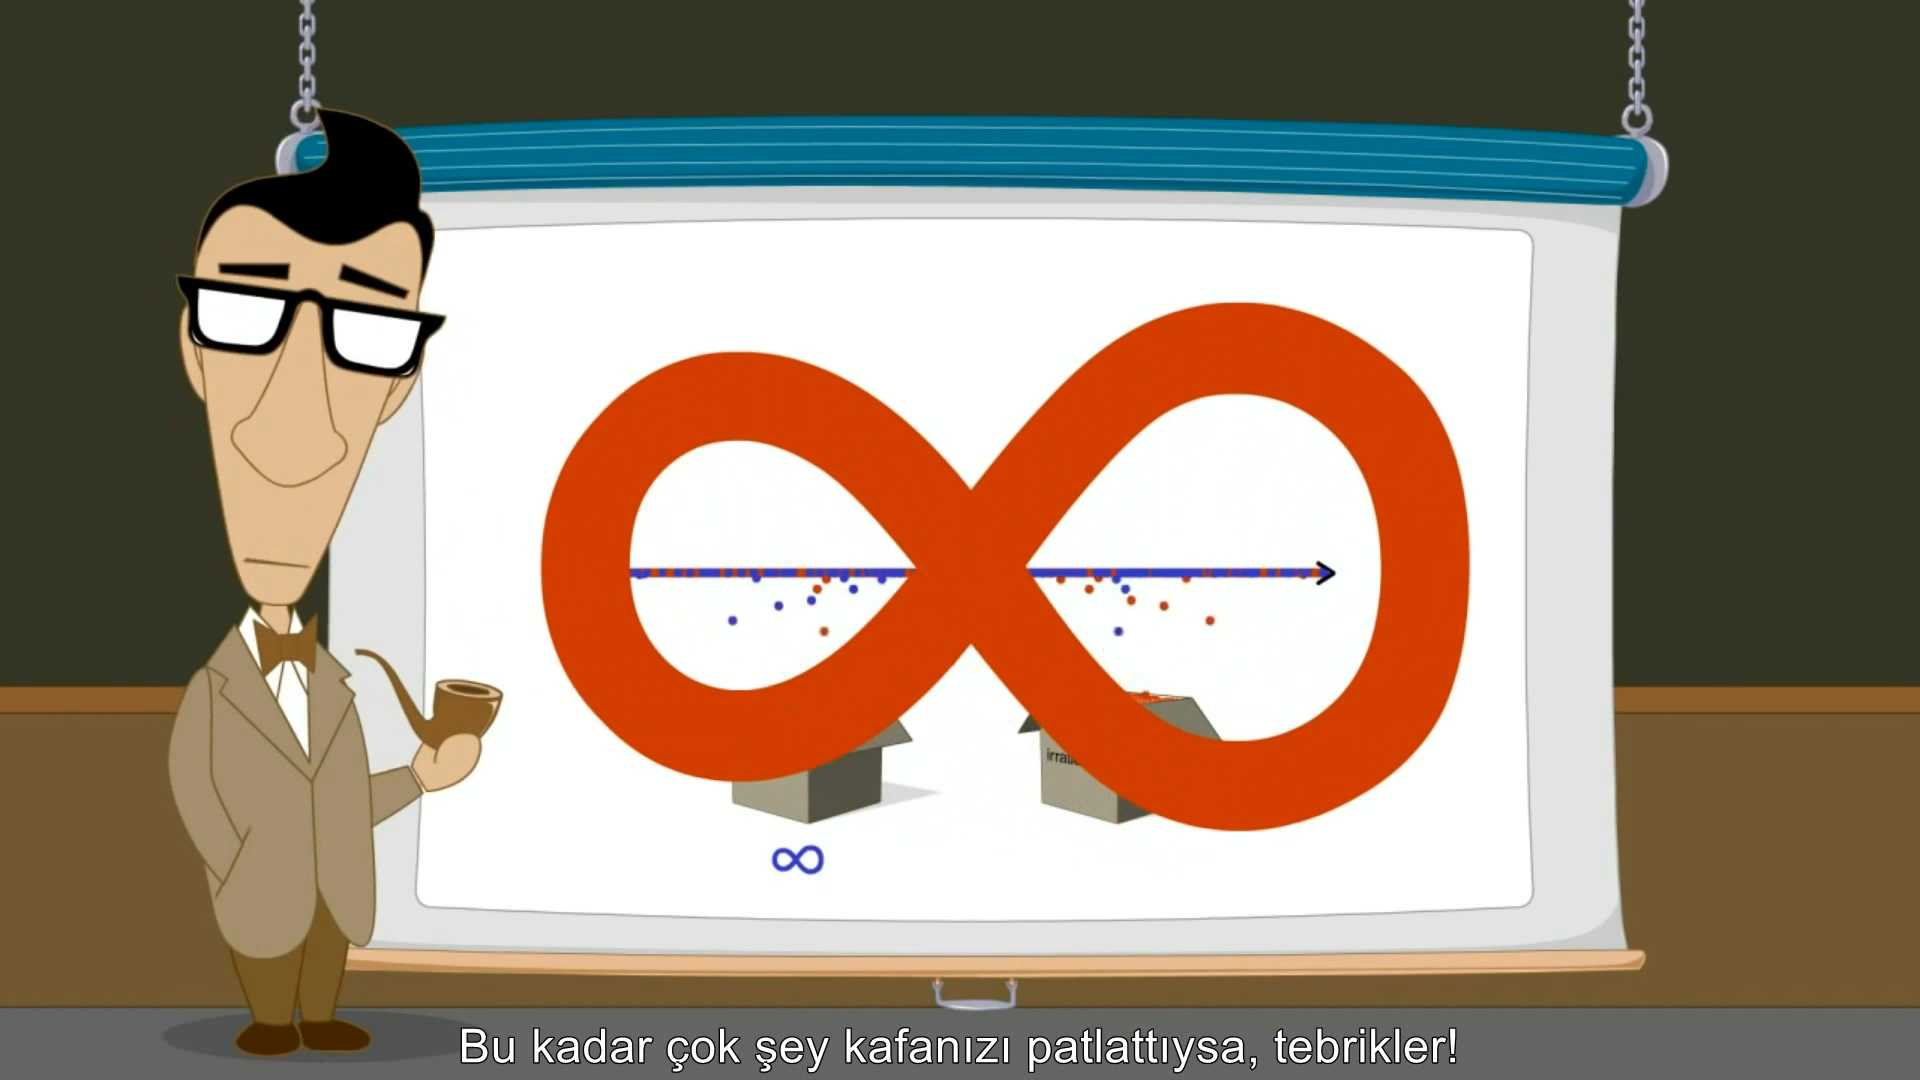 ∞
Bu kadar çok şey kafanızı patlattıysa, tebrikler!